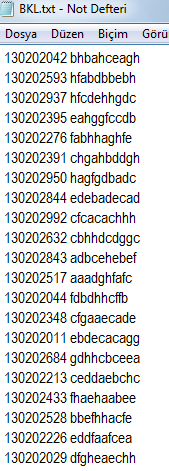 BKL.txt - Not Defteri
Dosya Düzen Biçim Görü
130202042 bhbahceagh
130202593 hfabdbbebh
130202937 hfcdehhgdc
130202395 eahggfccdb
130202276 fabhhaghfe
130202391 chgahbddgh
130202950 hagfgdbadc
130202844 edebadecad
130202992 cfcacachhh
130202632 cbhhdcdggc
130202843 adbcehebef
130202517 aaadghfafc
130202044 fdbdhhcffb
130202348 cfgaaecade
130202011 ebdecacagg
130202684 gdhhcbceea
130202213 ceddaebchc
130202433 fhaehaabee
130202528 bbefhhacfe
130202226 eddfaafcea
130202029 dfgheaechh